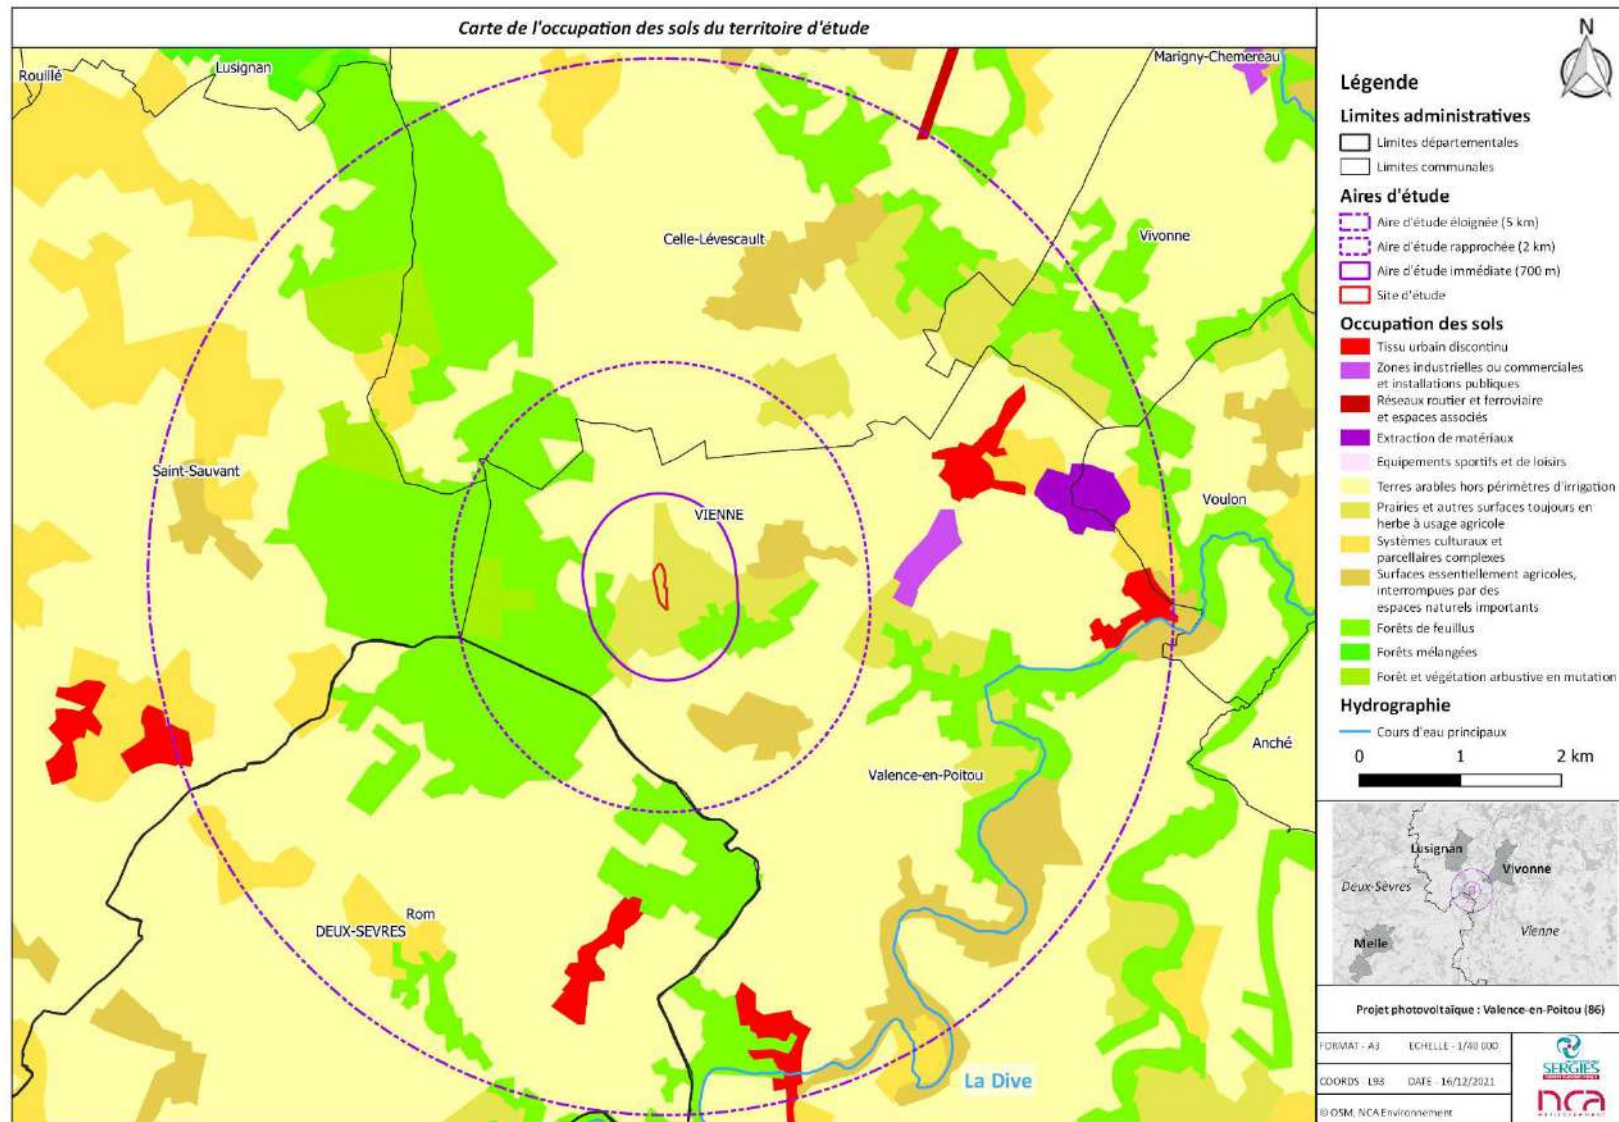 Carte de l'occupation des sols du territoire d'étude
Rouillé
Lusignan
Marigny-Chemereau
Celle-Lévescault
Vivonne
Saint-Sauvant
VIENNE
Voulon
Anché
Valence-en-Poitou
Rom
DEUX-SEVRES
La Dive
N
Légende
Limites administratives
Limites départementales
Limites communales
Aires d'étude
Aire d'étude éloignée (5 km)
Aire d'étude rapprochée (2 km)
Aire d'étude immédiate (700 m)
Site d'étude
Occupation des sols
Tissu urbain discontinu
Zones industrielles ou commerciales
et installations publiques
Réseaux routier et ferroviaire
et espaces associés
Extraction de matériaux
Equipements sportifs et de loisirs
Terres arables hors périmètres d'irrigation
Prairies et autres surfaces toujours en
herbe à usage agricole
Systèmes culturaux et
parcellaires complexes
Surfaces essentiellement agricoles,
interrompues par des
espaces naturels importants
Forêts de feuillus
Forêts mélangées
Forêt et végétation arbustive en mutation
Hydrographie
Cours d'eau principaux
0 1 2 km
Lusignan
Vivonne
Deux-Sèvres
Vienne
Melle
Projet photovoltaïque : Valence-en-Poitou (86)
FORMAT - A3 ECHELLE - 1/40 000
COORDS - L93 DATE - 16/12/2021
© OSM, NCA Environnement
SERGIES
nca
environnement